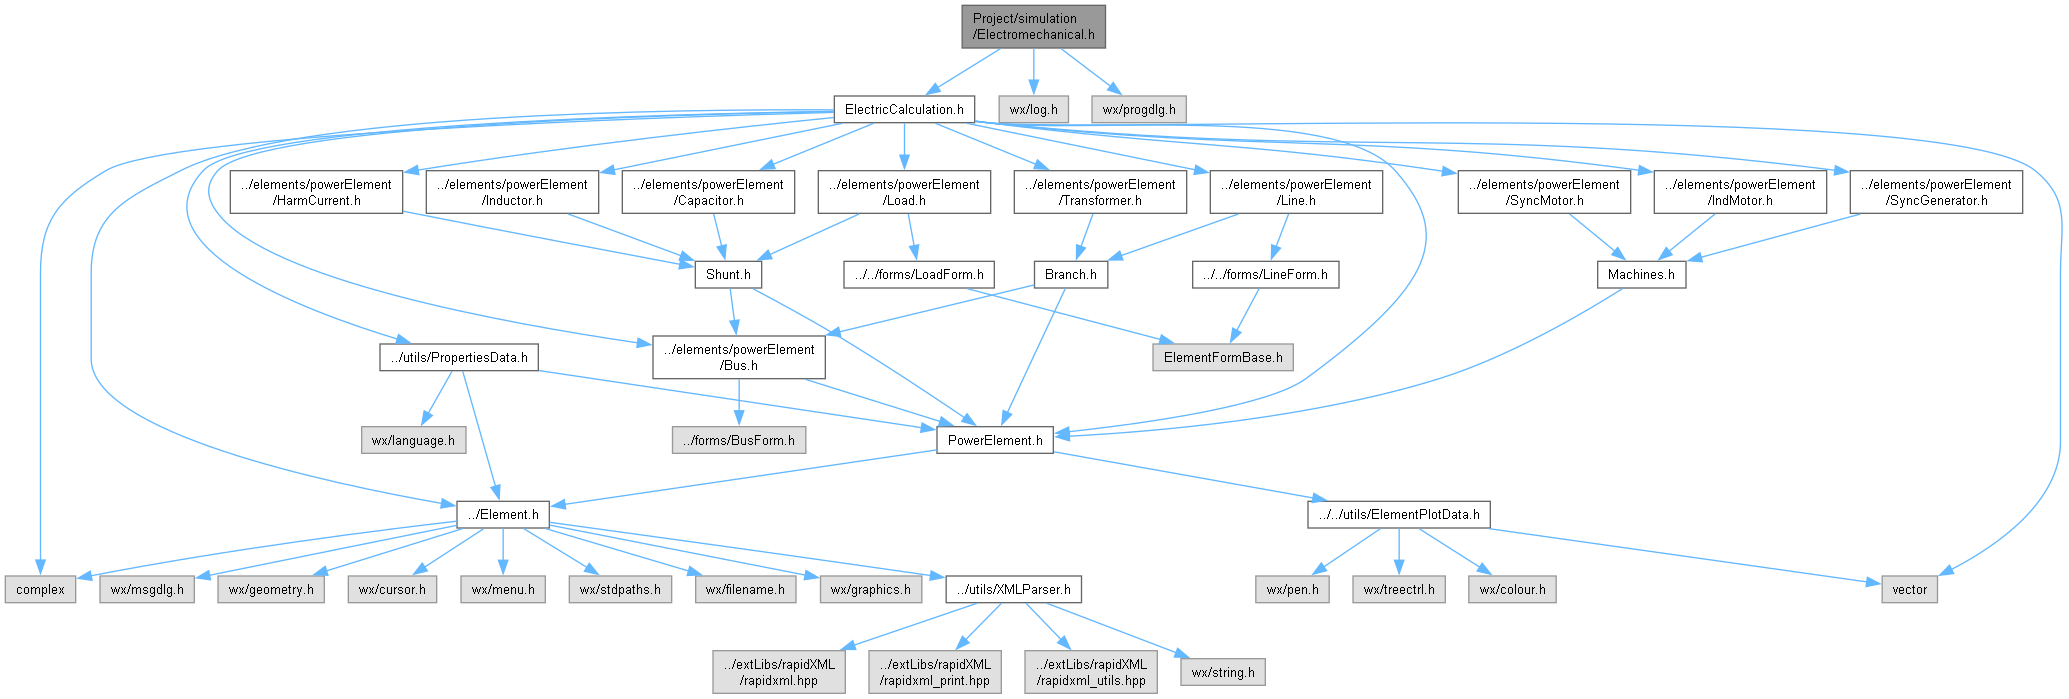 Project/simulation
/Electromechanical.h
ElectricCalculation.h
wx/log.h
wx/progdlg.h
../elements/powerElement
/HarmCurrent.h
../elements/powerElement
/Inductor.h
../elements/powerElement
/Capacitor.h
../elements/powerElement
/Load.h
../elements/powerElement
/Transformer.h
../elements/powerElement
/Line.h
../elements/powerElement
/SyncMotor.h
../elements/powerElement
/IndMotor.h
../elements/powerElement
/SyncGenerator.h
Shunt.h
../../forms/LoadForm.h
Branch.h
../../forms/LineForm.h
Machines.h
../utils/PropertiesData.h
../elements/powerElement
/Bus.h
ElementFormBase.h
wx/language.h
../forms/BusForm.h
PowerElement.h
../Element.h
../../utils/ElementPlotData.h
complex
wx/msgdlg.h
wx/geometry.h
wx/cursor.h
wx/menu.h
wx/stdpaths.h
wx/filename.h
wx/graphics.h
../utils/XMLParser.h
wx/pen.h
wx/treectrl.h
wx/colour.h
vector
../extLibs/rapidXML
/rapidxml.hpp
../extLibs/rapidXML
/rapidxml_print.hpp
../extLibs/rapidXML
/rapidxml_utils.hpp
wx/string.h